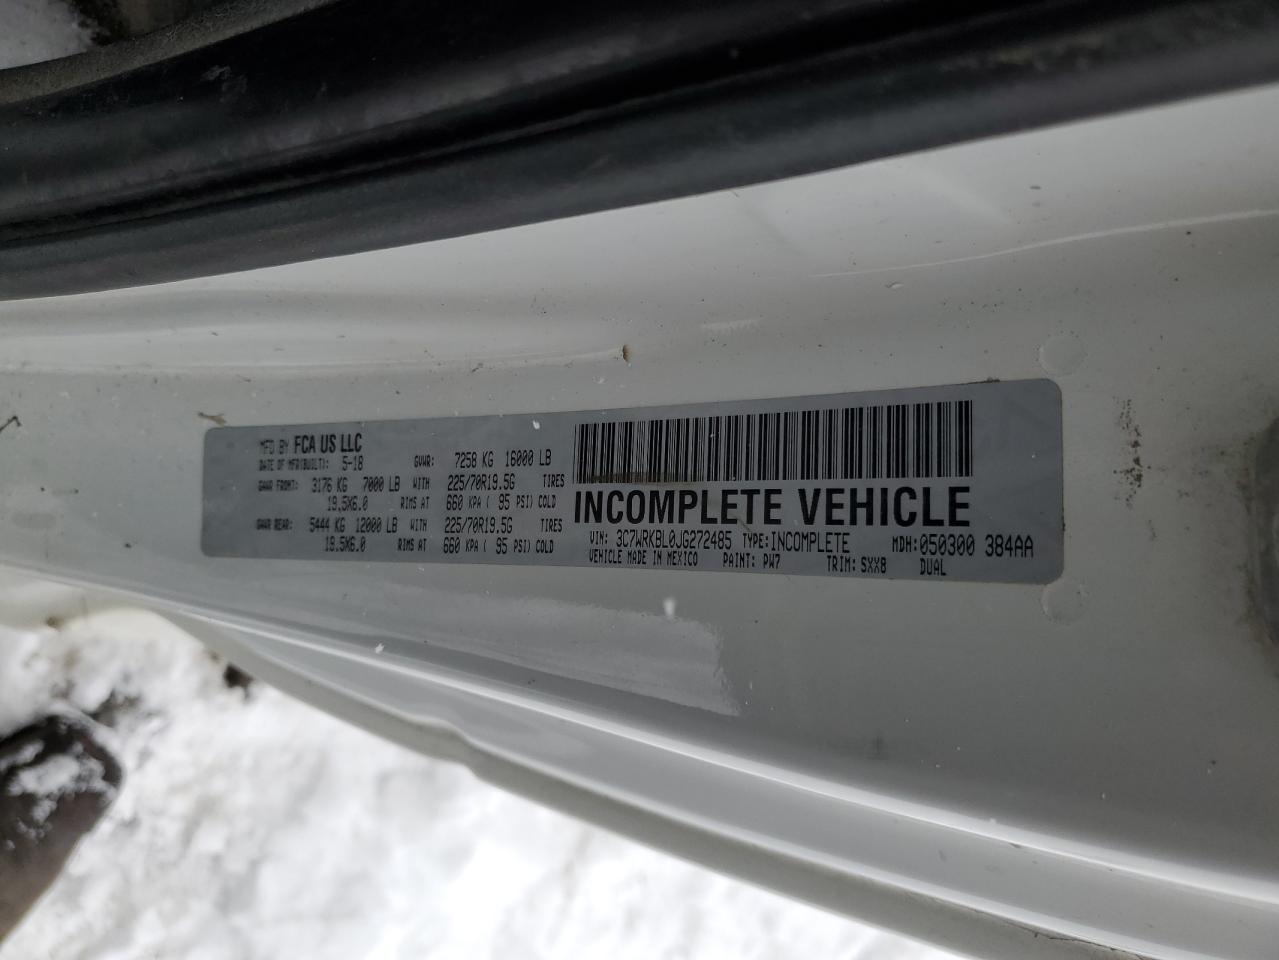 MFD BY FCA US LLC
DATE OF MFR(BUILT): 5-18 GVWR: 7258 KG 16000 LB
GAWR FRONT: 3176 KG 7000 LB WITH 225/70R19.5G TIRES
19.5X6.0 RIMS AT 660 KPA ( 95 PSI) COLD
GAWR REAR: 5444 KG 12000 LB WITH 225/70R19.5G TIRES
19.5X6.0 RIMS AT 660 KPA ( 95 PSI) COLD
INCOMPLETE VEHICLE
VIN: 3C7WRKBL0JG272485 TYPE: INCOMPLETE MDH: 050300 384AA
VEHICLE MADE IN MEXICO PAINT: PW7 TRIM: SXX8 DUAL